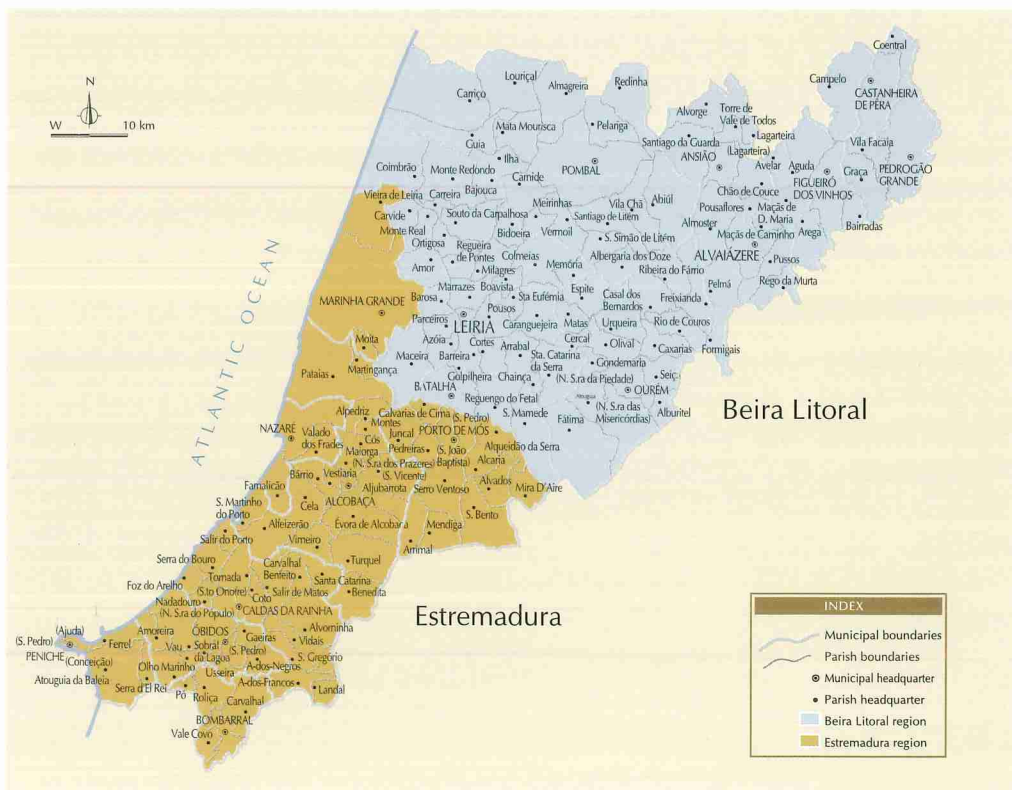 Coentral
Campelo
CASTANHEIRA
DE PÊRA
Louriçal
Almagreira
Redinha
Carriço
Alvorge
Torre de
Vale de Todos
Mata Mourisca
Pelariga
Lagarteira
Guia
Santiago da Guarda
(Lagarteira)
Vila Facaia
ANSIÃO
Ilha
POMBAL
Avelar
Aguda
PEDROGÃO
GRANDE
Coimbrão
Monte Redondo
Carnide
Graça
FIGUEIRÓ
DOS VINHOS
Bajouca
Chão de Couce
Vieira de Leiria
Carreira
Meirinhas
Vila Chã
Abiúl
Pousaflores
Maçãs de
D. Maria
Carvide
Souto da Carpalhosa
Santiago de Litém
Almoster
Arega
Bairradas
Monte Real
Bidoeira
Vermoil
Maçãs de Caminho
Ortigosa
S. Simão de Litém
Regueira
de Pontes
Colmeias
Albergaria dos Doze
ALVAIÁZERE
Pussos
Amor
Milagres
Memória
Ribeira do Fárrio
Rego da Murta
Marrazes
Boavista
Espite
Pelmá
Barosa
Sta Eufémia
Casal dos
Bernardos
Freixianda
MARINHA GRANDE
Pousos
Parceiros
LEIRIA
Caranguejeira
Matas
Urqueira
Rio de Couros
Azóia
Cortes
Arrabal
Cercal
Olival
Caxarias
Formigais
Moita
Maceira
Barreira
Sta. Catarina
da Serra
Gondemaria
Martingança
Golpilheira
Chainça
(N. S.ra da Piedade)
Seiç.
Pataias
BATALHA
OURÉM
Reguengo do Fetal
Atouguia
(N. S.ra das
Misericórdias)
Alburitel
Alpedriz
Calvarias de Cima
(S. Pedro)
S. Mamede
Fátima
Montes
NAZARÉ
Valado
dos Frades
Cós
Juncal
PORTO DE MÓS
Maiorga
Pedreiras
(S. João
Baptista)
Alqueidão da Serra
(N. S.ra dos Prazeres)
Alcaria
Bárrio
Vestiaria
(S. Vicente)
Famalicão
Aljubarrota
Serro Ventoso
Alvados
Mira D'Aire
Cela
ALCOBAÇA
S. Martinho
do Porto
S. Bento
Alfeizerão
Évora de Alcobaça
Mendiga
Salir do Porto
Vimeiro
Arrimal
Serra do Bouro
Carvalhal
Benfeito
Turquel
Tornada
Santa Catarina
Foz do Arelho
(S.to Onofre)
Coto
Salir de Matos
Benedita
Nadadouro
(N. S.ra do Pópulo)
CALDAS DA RAINHA
(Ajuda)
Alvorninha
(S. Pedro)
Amoreira
ÓBIDOS
Gaeiras
Ferrel
Vau
Sobral
da Lagoa
(S. Pedro)
Vidais
PENICHE
(Conceição)
Olho Marinho
A-dos-Negros
S. Gregório
Atouguia da Baleia
Usseira
Serra d'El Rei
Pó
Roliça
A-dos-Francos
Landal
Carvalhal
BOMBARRAL
Vale Covo
N
W
10 km
ATLANTIC OCEAN
Beira Litoral
Estremadura
INDEX
Municipal boundaries
Parish boundaries
Municipal headquarter
Parish headquarter
Beira Litoral region
Estremadura region